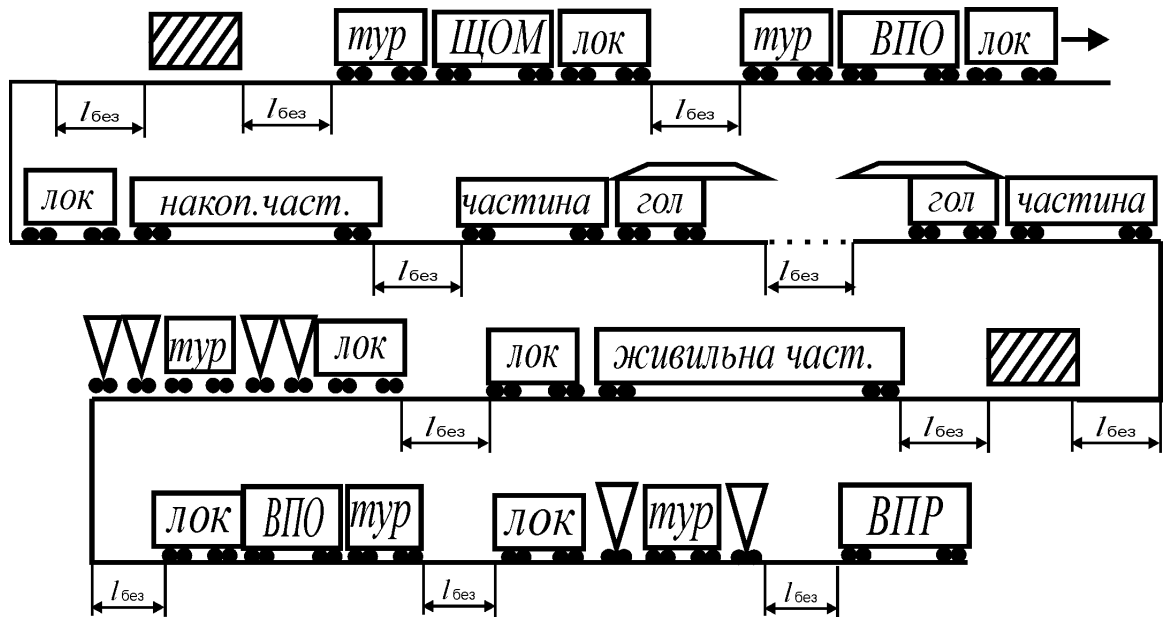 тур ЩОМ лок тур ВПО лок
lбез lбез lбез
лок накоп.част. частина гол гол частина
lбез lбез
тур лок лок живильна част.
lбез lбез lбез
лок ВПО тур лок тур ВПР
lбез lбез lбез